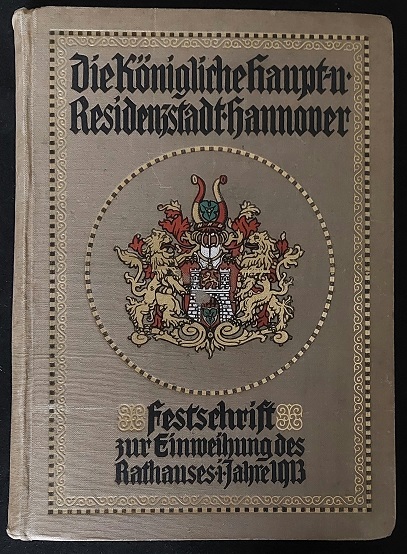 Die Königliche Haupt-u.
Residenzstadt·Hannover
Festschrift
zur Einweihung des
Rathauses·i·Jahre 1913